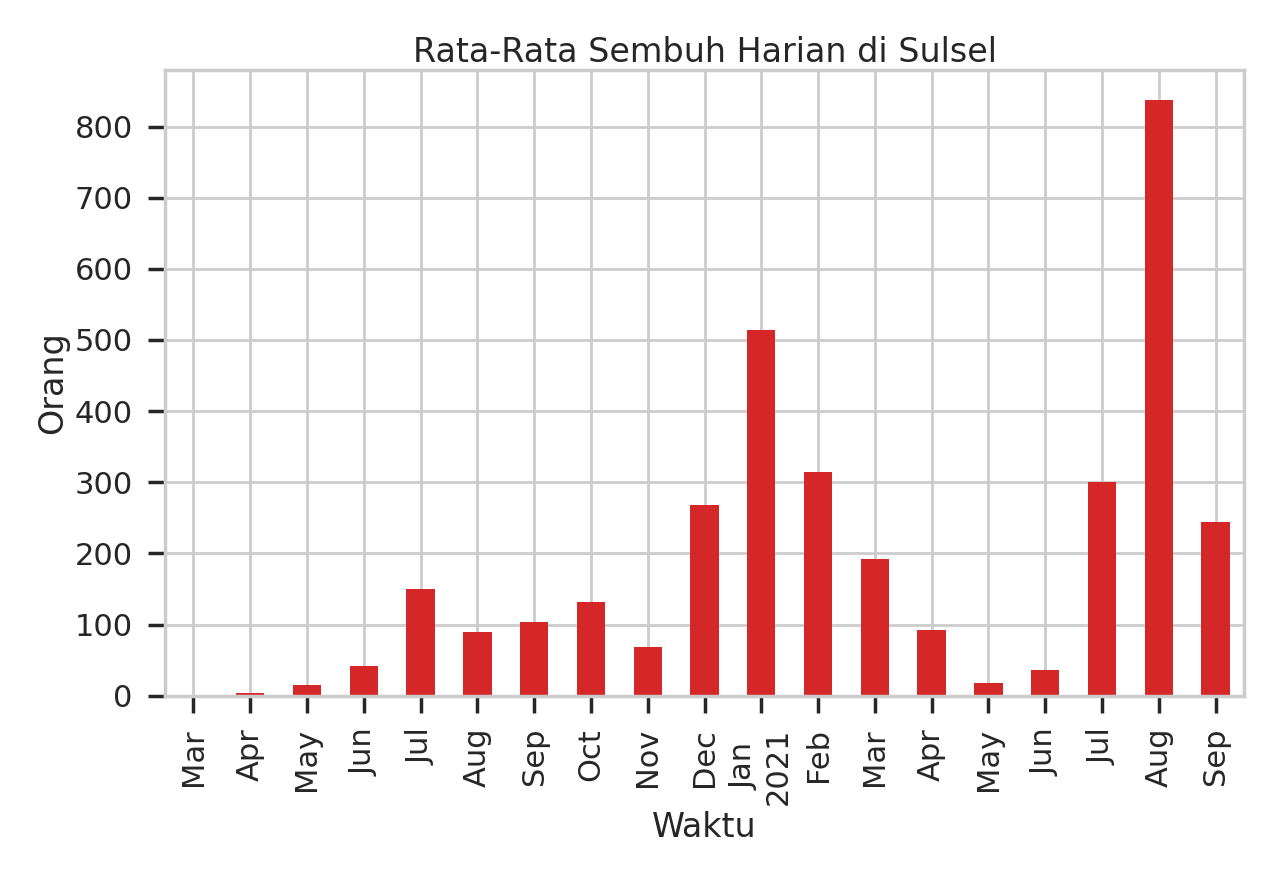 Rata-Rata Sembuh Harian di Sulsel
Orang
800
700
600
500
400
300
200
100
0
Mar
Apr
May
Jun
Jul
Aug
Sep
Oct
Nov
Dec
Jan
2021
Feb
Mar
Apr
May
Jun
Jul
Aug
Sep
Waktu